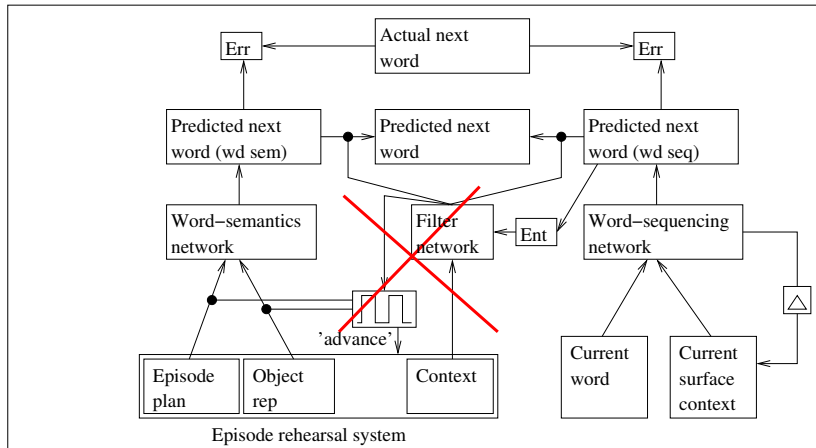 Err
Actual next
word
Err
Predicted next
word (wd sem)
Predicted next
word
Predicted next
word (wd seq)
Word−semantics
network
Filter
network
Ent
Word−sequencing
network
△
'advance'
Episode
plan
Object
rep
Context
Current
word
Current
surface
context
Episode rehearsal system